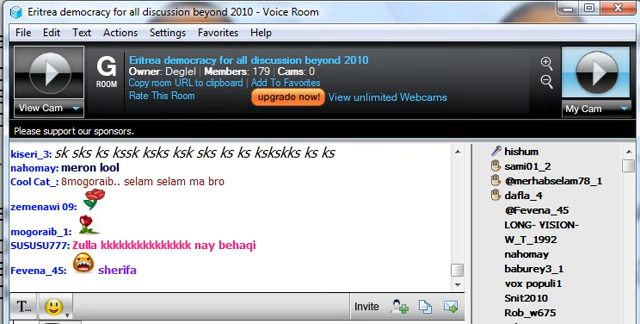 Eritrea democracy for all discussion beyond 2010 - Voice Room
File Edit Text Actions Settings Favorites Help
G
ROOM
Eritrea democracy for all discussion beyond 2010
Owner: Deglel | Members: 179 | Cams: 0
Copy room URL to clipboard | Add To Favorites
Rate This Room
upgrade now! View unlimited Webcams
View Cam
My Cam
Please support our sponsors.
kiseri_3: sk sks ks kssk ksks ksk sks ks ks kskskks ks ks
nahomay: meron lool
Cool Cat_: 8mograib.. selam selam ma bro
zemenawi 09:
mograib_1:
SUSUSU777: Zulla kkkkkkkkkkkkkkkk nay behaqi
Fevena_45: sherifa
hishum
sami01_2
@merhabselam78_1
dafla_4
@Fevena_45
LONG- VISION-
W_T_1992
nahomay
baburey3_1
vox populi1
Snit2010
Rob_w675
T...
Invite